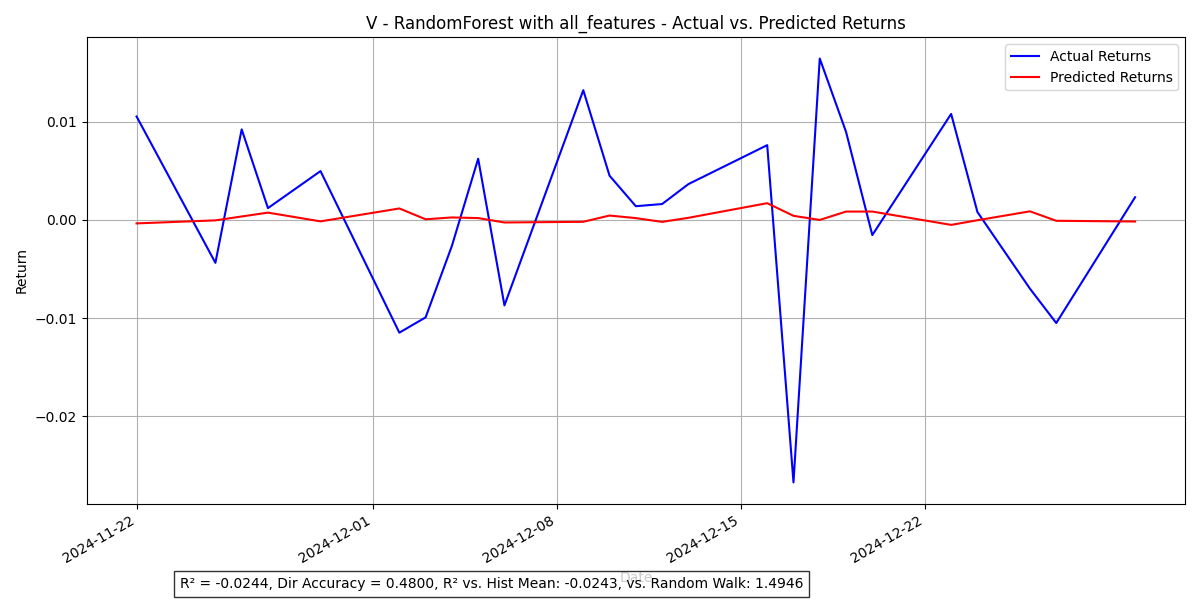 V - RandomForest with all_features - Actual vs. Predicted Returns
Actual Returns
Predicted Returns
0.01
0.00
−0.01
−0.02
Return
2024-11-22
2024-12-01
2024-12-08
2024-12-15
2024-12-22
Date
R² = -0.0244, Dir Accuracy = 0.4800, R² vs. Hist Mean: -0.0243, vs. Random Walk: 1.4946